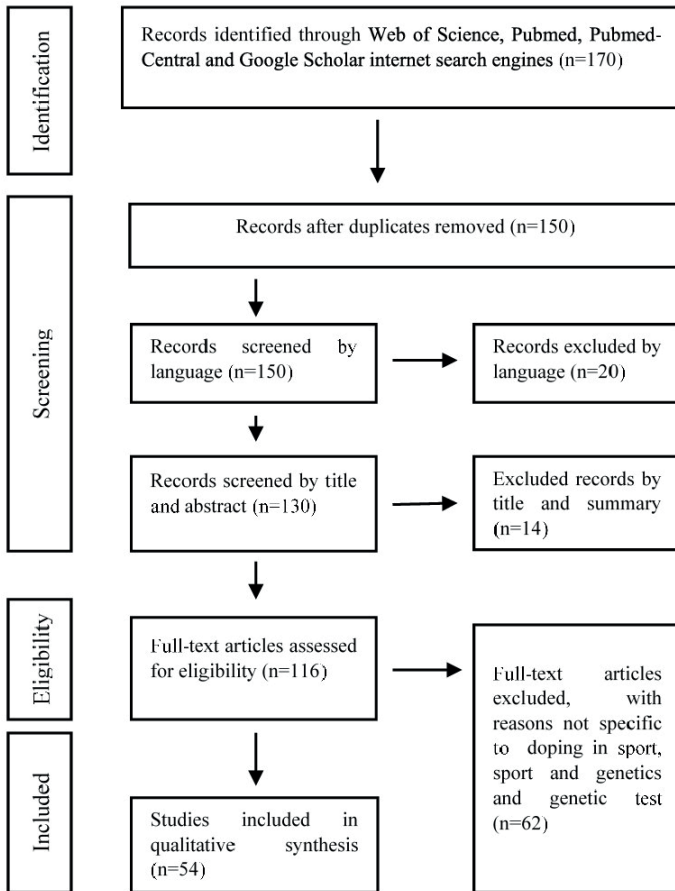 Identification
Records identified through Web of Science, Pubmed, Pubmed-
Central and Google Scholar internet search engines (n=170)
Screening
Records after duplicates removed (n=150)
Records screened by
language (n=150)
Records excluded by
language (n=20)
Records screened by title
and abstract (n=130)
Excluded records by
title and summary
(n=14)
Eligibility
Full-text articles assessed
for eligibility (n=116)
Full-text articles
excluded, with
reasons not specific
to doping in sport,
sport and genetics
and genetic test
(n=62)
Included
Studies included in
qualitative synthesis
(n=54)